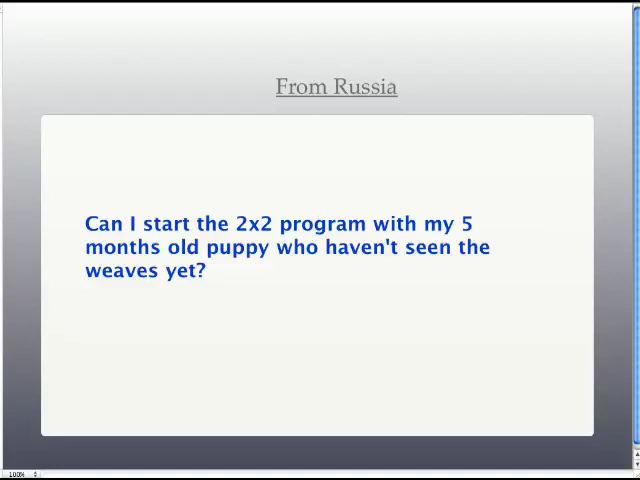 From Russia
Can I start the 2x2 program with my 5
months old puppy who haven't seen the
weaves yet?
100%